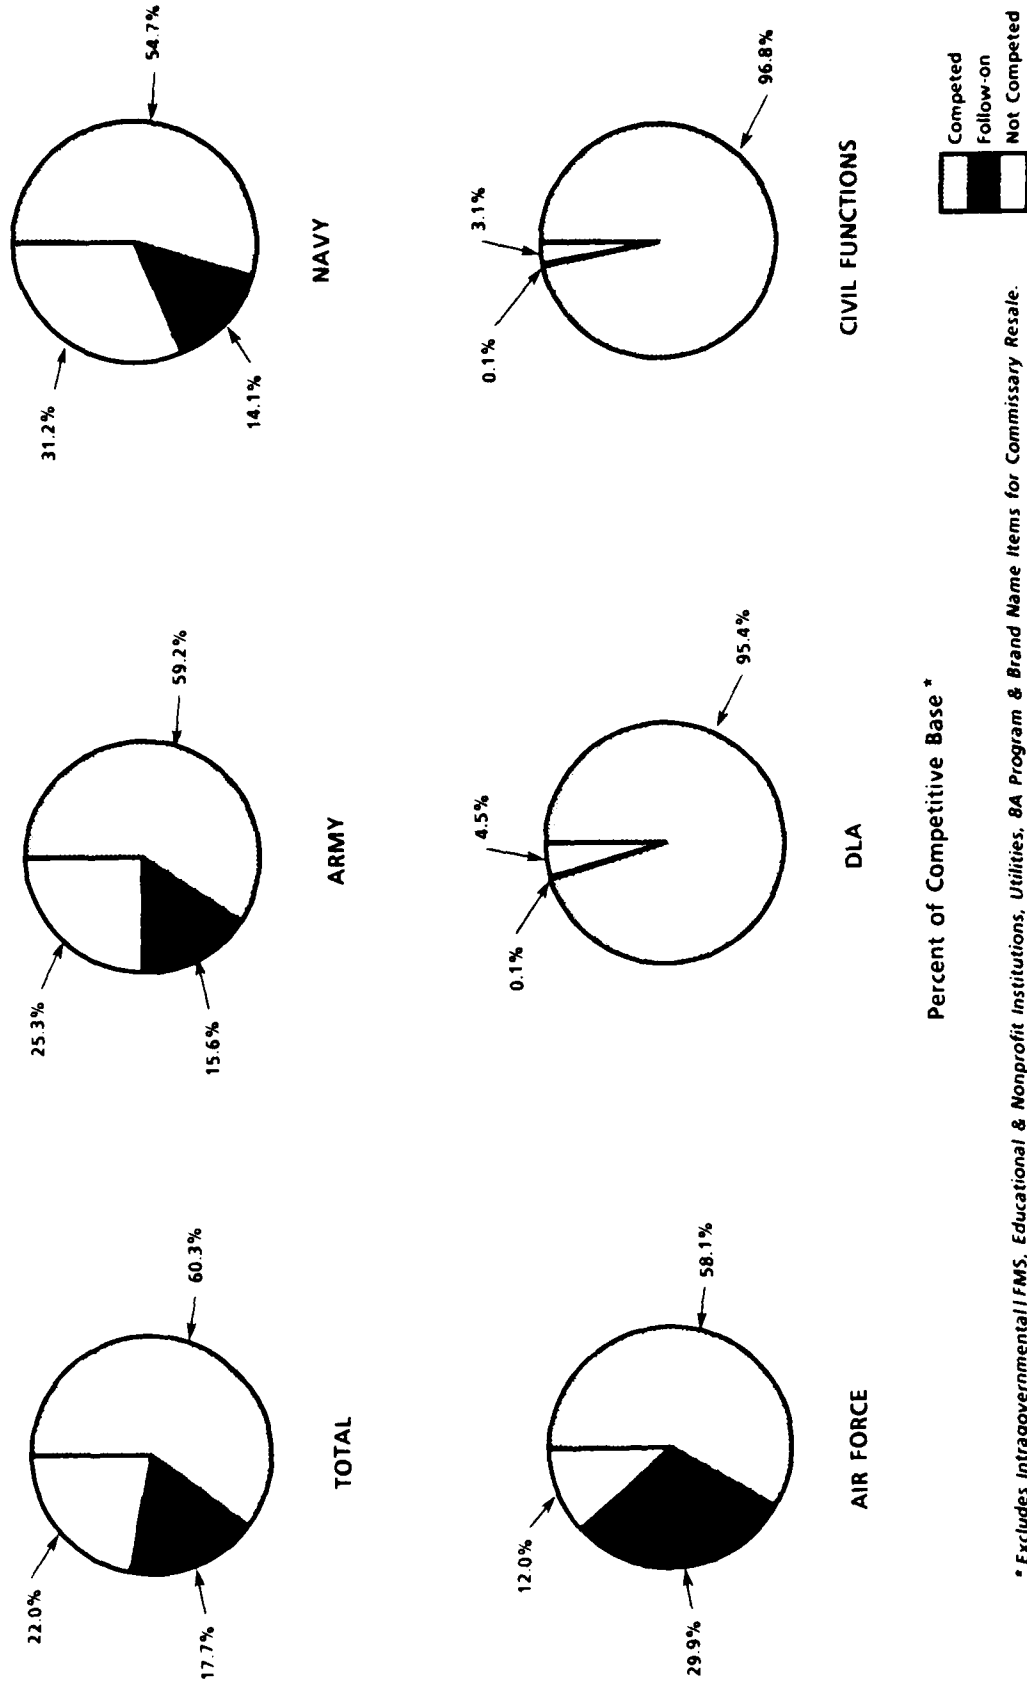 22.0%
60.3%
17.7%
TOTAL
25.3%
59.2%
15.6%
ARMY
31.2%
54.7%
14.1%
NAVY
12.0%
58.1%
29.9%
AIR FORCE
4.5%
0.1%
95.4%
DLA
3.1%
0.1%
96.8%
CIVIL FUNCTIONS
Percent of Competitive Base *
Competed
Follow-on
Not Competed
* Excludes Intragovernmental / FMS, Educational & Nonprofit Institutions, Utilities, 8A Program & Brand Name Items for Commissary Resale.